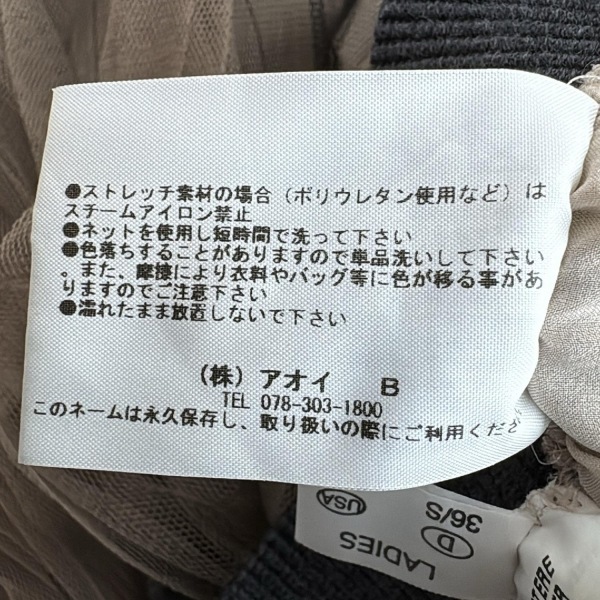 ●ストレッチ素材の場合（ポリウレタン使用など）は
スチームアイロン禁止
●ネットを使用し短時間で洗って下さい
●色落ちすることがありますので単品洗いして下さい
。また、摩擦により衣料やバッグ等に色が移る事があ
りますのでご注意下さい
●濡れたまま放置しないで下さい
（株）アオイ　B
TEL 078-303-1800
このネームは永久保存し、取り扱いの際にご利用くだ
USA
D 36/S
LADIES